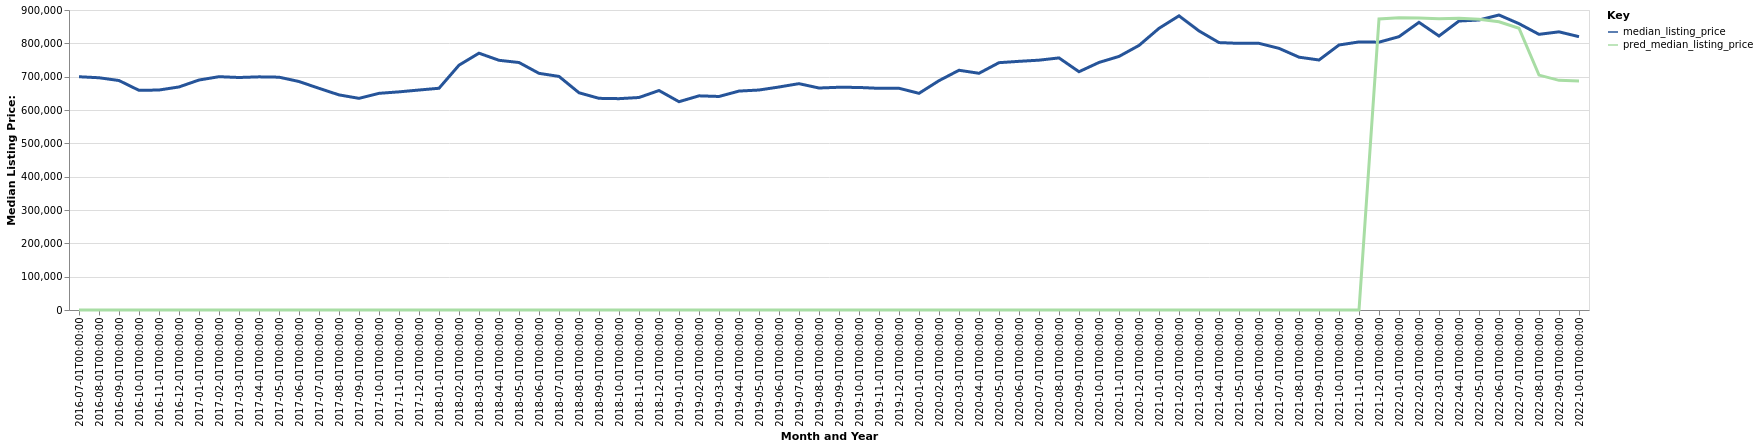 900,000
800,000
700,000
600,000
500,000
400,000
300,000
200,000
100,000
0
Median Listing Price:
2016-07-01T00:00:00
2016-08-01T00:00:00
2016-09-01T00:00:00
2016-10-01T00:00:00
2016-11-01T00:00:00
2016-12-01T00:00:00
2017-01-01T00:00:00
2017-02-01T00:00:00
2017-03-01T00:00:00
2017-04-01T00:00:00
2017-05-01T00:00:00
2017-06-01T00:00:00
2017-07-01T00:00:00
2017-08-01T00:00:00
2017-09-01T00:00:00
2017-10-01T00:00:00
2017-11-01T00:00:00
2017-12-01T00:00:00
2018-01-01T00:00:00
2018-02-01T00:00:00
2018-03-01T00:00:00
2018-04-01T00:00:00
2018-05-01T00:00:00
2018-06-01T00:00:00
2018-07-01T00:00:00
2018-08-01T00:00:00
2018-09-01T00:00:00
2018-10-01T00:00:00
2018-11-01T00:00:00
2018-12-01T00:00:00
2019-01-01T00:00:00
2019-02-01T00:00:00
2019-03-01T00:00:00
2019-04-01T00:00:00
2019-05-01T00:00:00
2019-06-01T00:00:00
2019-07-01T00:00:00
2019-08-01T00:00:00
2019-09-01T00:00:00
2019-10-01T00:00:00
2019-11-01T00:00:00
2019-12-01T00:00:00
2020-01-01T00:00:00
2020-02-01T00:00:00
2020-03-01T00:00:00
2020-04-01T00:00:00
2020-05-01T00:00:00
2020-06-01T00:00:00
2020-07-01T00:00:00
2020-08-01T00:00:00
2020-09-01T00:00:00
2020-10-01T00:00:00
2020-11-01T00:00:00
2020-12-01T00:00:00
2021-01-01T00:00:00
2021-02-01T00:00:00
2021-03-01T00:00:00
2021-04-01T00:00:00
2021-05-01T00:00:00
2021-06-01T00:00:00
2021-07-01T00:00:00
2021-08-01T00:00:00
2021-09-01T00:00:00
2021-10-01T00:00:00
2021-11-01T00:00:00
2021-12-01T00:00:00
2022-01-01T00:00:00
2022-02-01T00:00:00
2022-03-01T00:00:00
2022-04-01T00:00:00
2022-05-01T00:00:00
2022-06-01T00:00:00
2022-07-01T00:00:00
2022-08-01T00:00:00
2022-09-01T00:00:00
2022-10-01T00:00:00
Month and Year
Key
median_listing_price
pred_median_listing_price